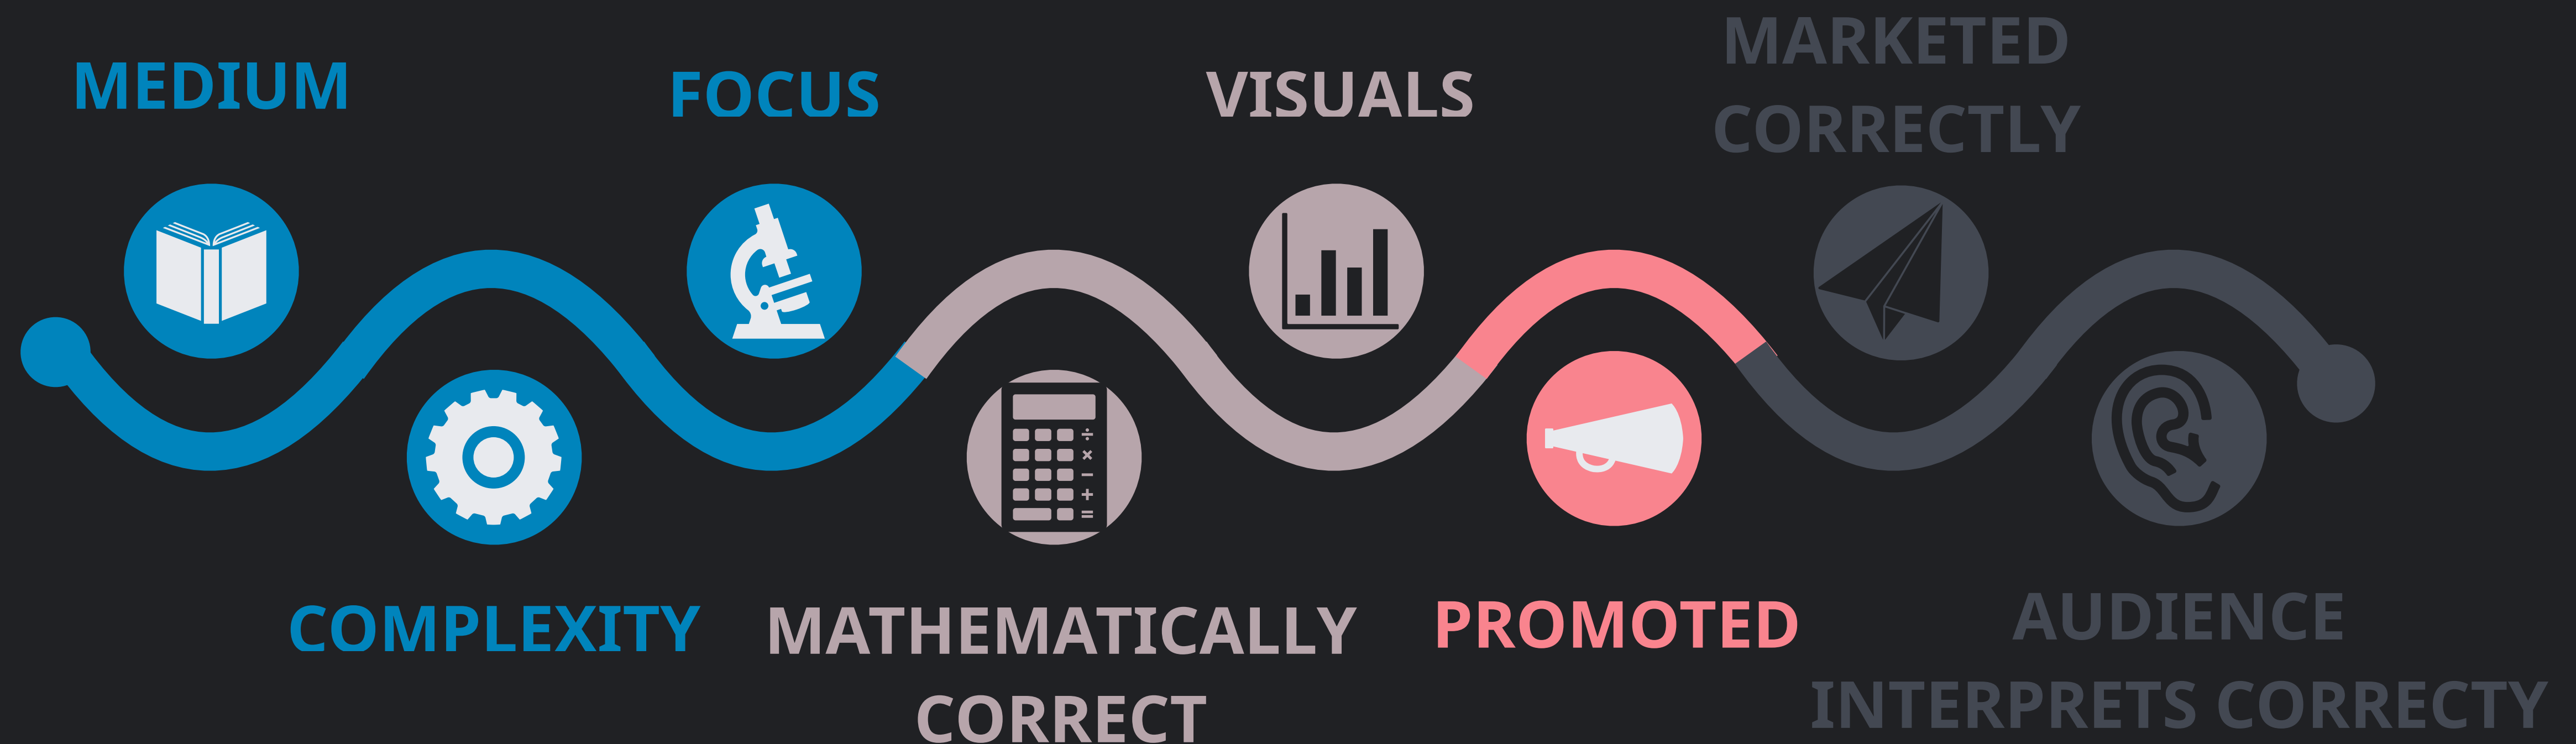 MEDIUM
COMPLEXITY
FOCUS
MATHEMATICALLY
CORRECT
VISUALS
PROMOTED
MARKETED
CORRECTLY
AUDIENCE
INTERPRETS CORRECTY